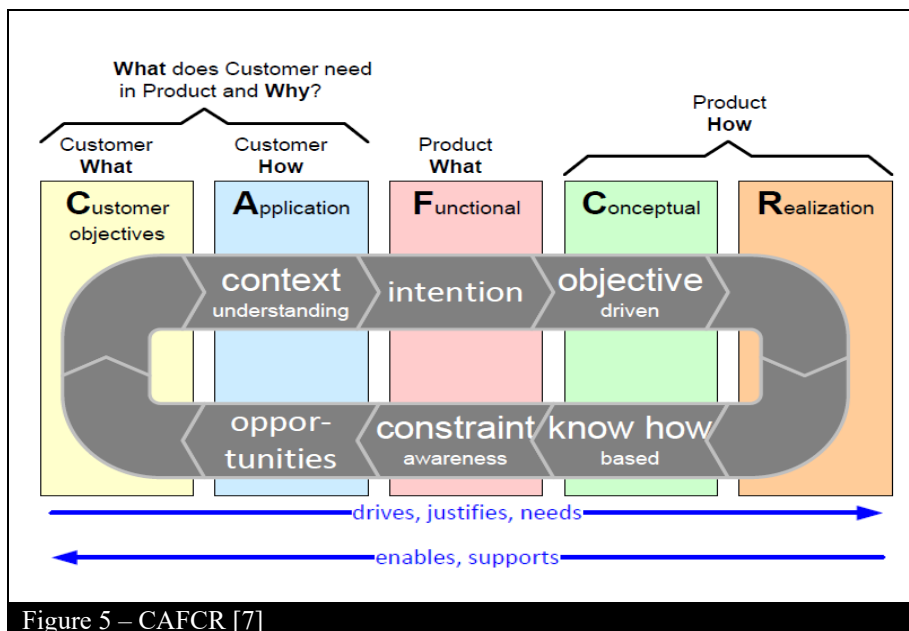 What does Customer need
in Product and Why?
Product
How
Customer
What
Customer
How
Product
What
Customer
objectives
Application
Functional
Conceptual
Realization
context
understanding
intention
objective
driven
oppor-
tunities
constraint
awareness
know how
based
drives, justifies, needs
enables, supports
Figure 5 – CAFCR [7]